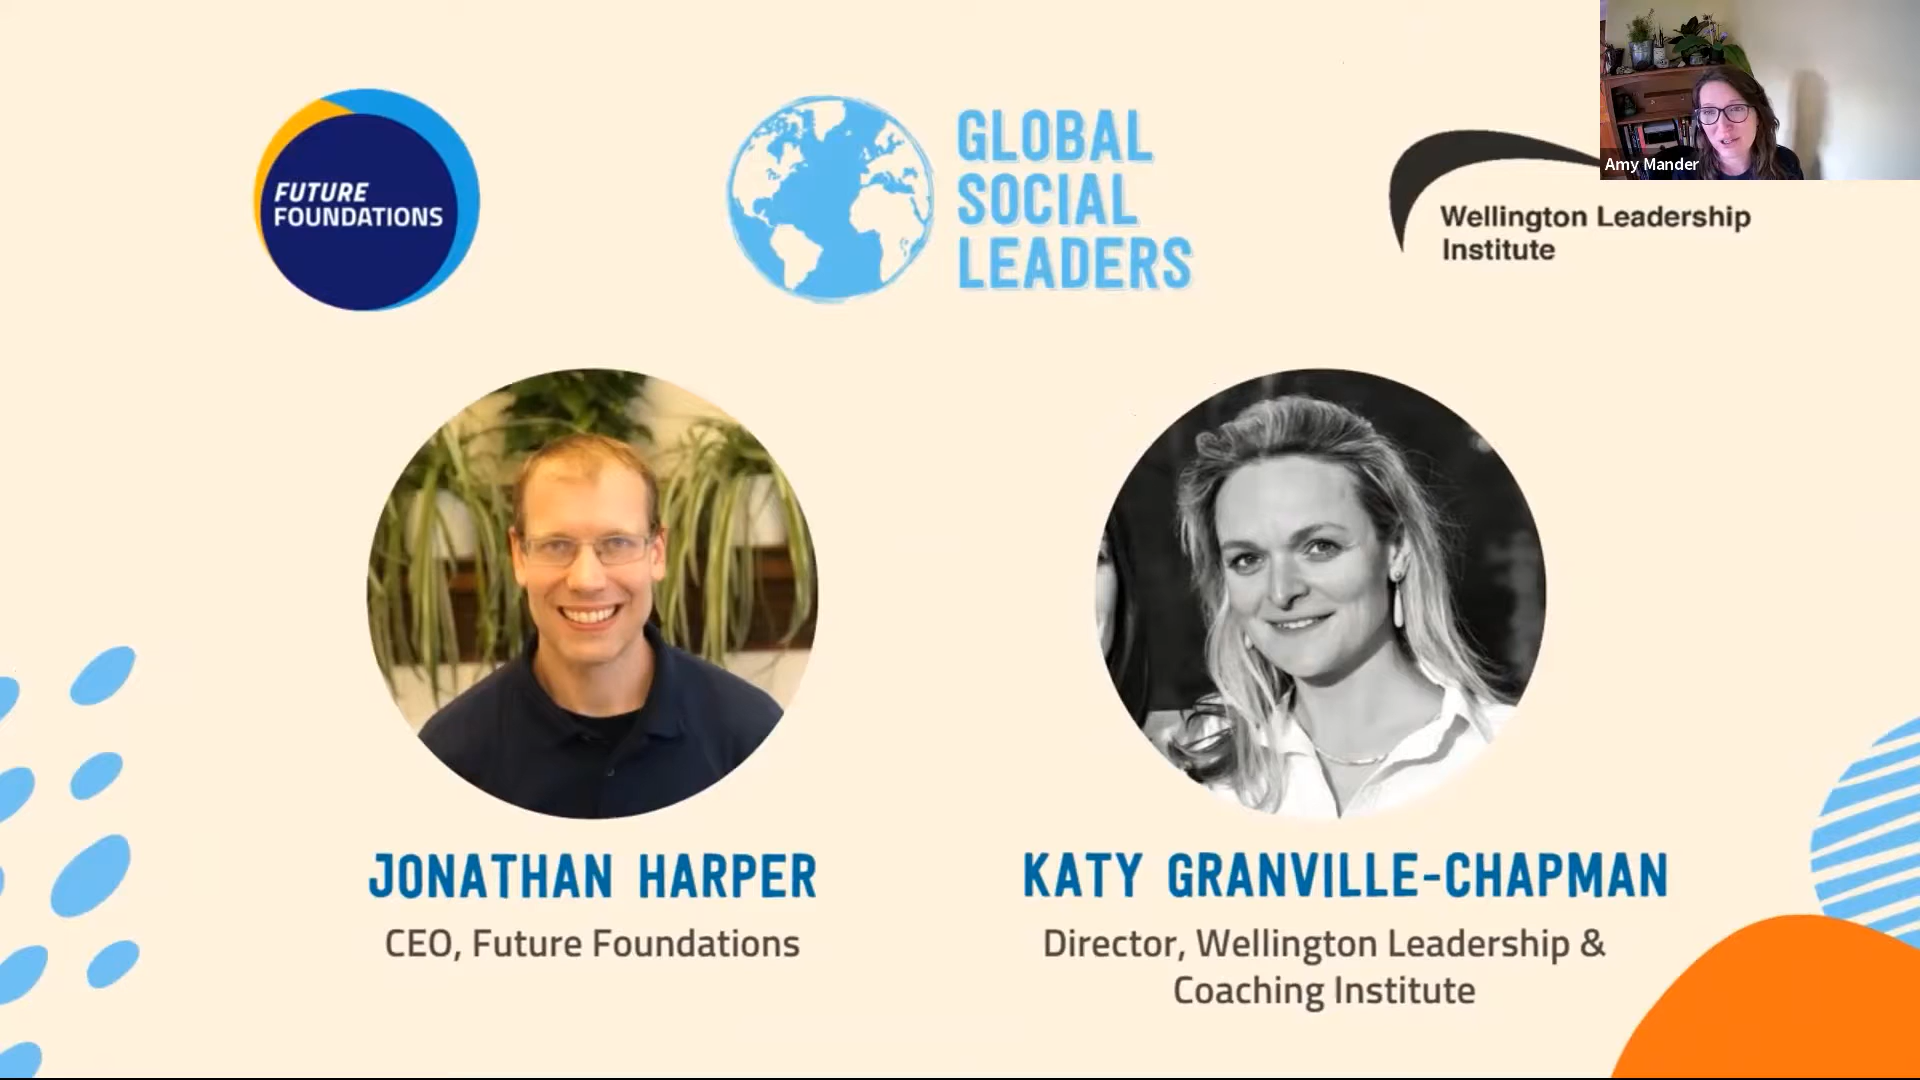 FUTURE
FOUNDATIONS
GLOBAL
SOCIAL
LEADERS
Wellington Leadership
Institute
Amy Mander
JONATHAN HARPER
CEO, Future Foundations
KATY GRANVILLE-CHAPMAN
Director, Wellington Leadership &
Coaching Institute